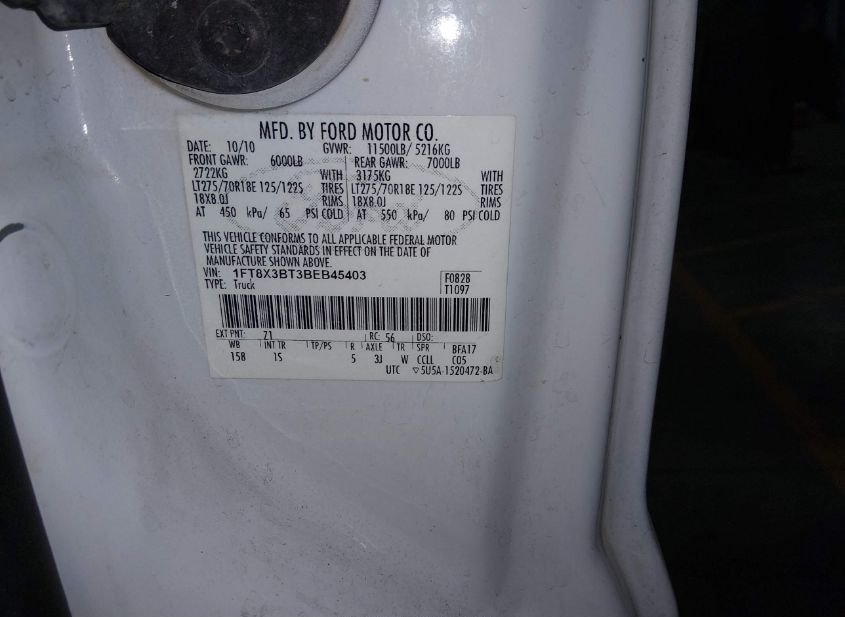 MFD. BY FORD MOTOR CO.
DATE: 10/10 GVWR: 11500LB/ 5216KG
FRONT GAWR: 6000LB REAR GAWR: 7000LB
2722KG WITH 3175KG WITH
LT275/70R18E 125/122S TIRES LT275/70R18E 125/122S TIRES
18X8.0J RIMS 18X8.0J RIMS
AT 450 kPa/ 65 PSI COLD AT 550 kPa/ 80 PSI COLD
THIS VEHICLE CONFORMS TO ALL APPLICABLE FEDERAL MOTOR
VEHICLE SAFETY STANDARDS IN EFFECT ON THE DATE OF
MANUFACTURE SHOWN ABOVE.
VIN: 1FT8X3BT3BEB45403 F0828
TYPE: Truck T1097
EXT PNT: 71 RC: 56 DSO:
WB INT TR TP/PS R AXLE TR SPR BFA17
158 1S 5 3J W CCLL C05
UTC ▽5U5A-1520472-BA